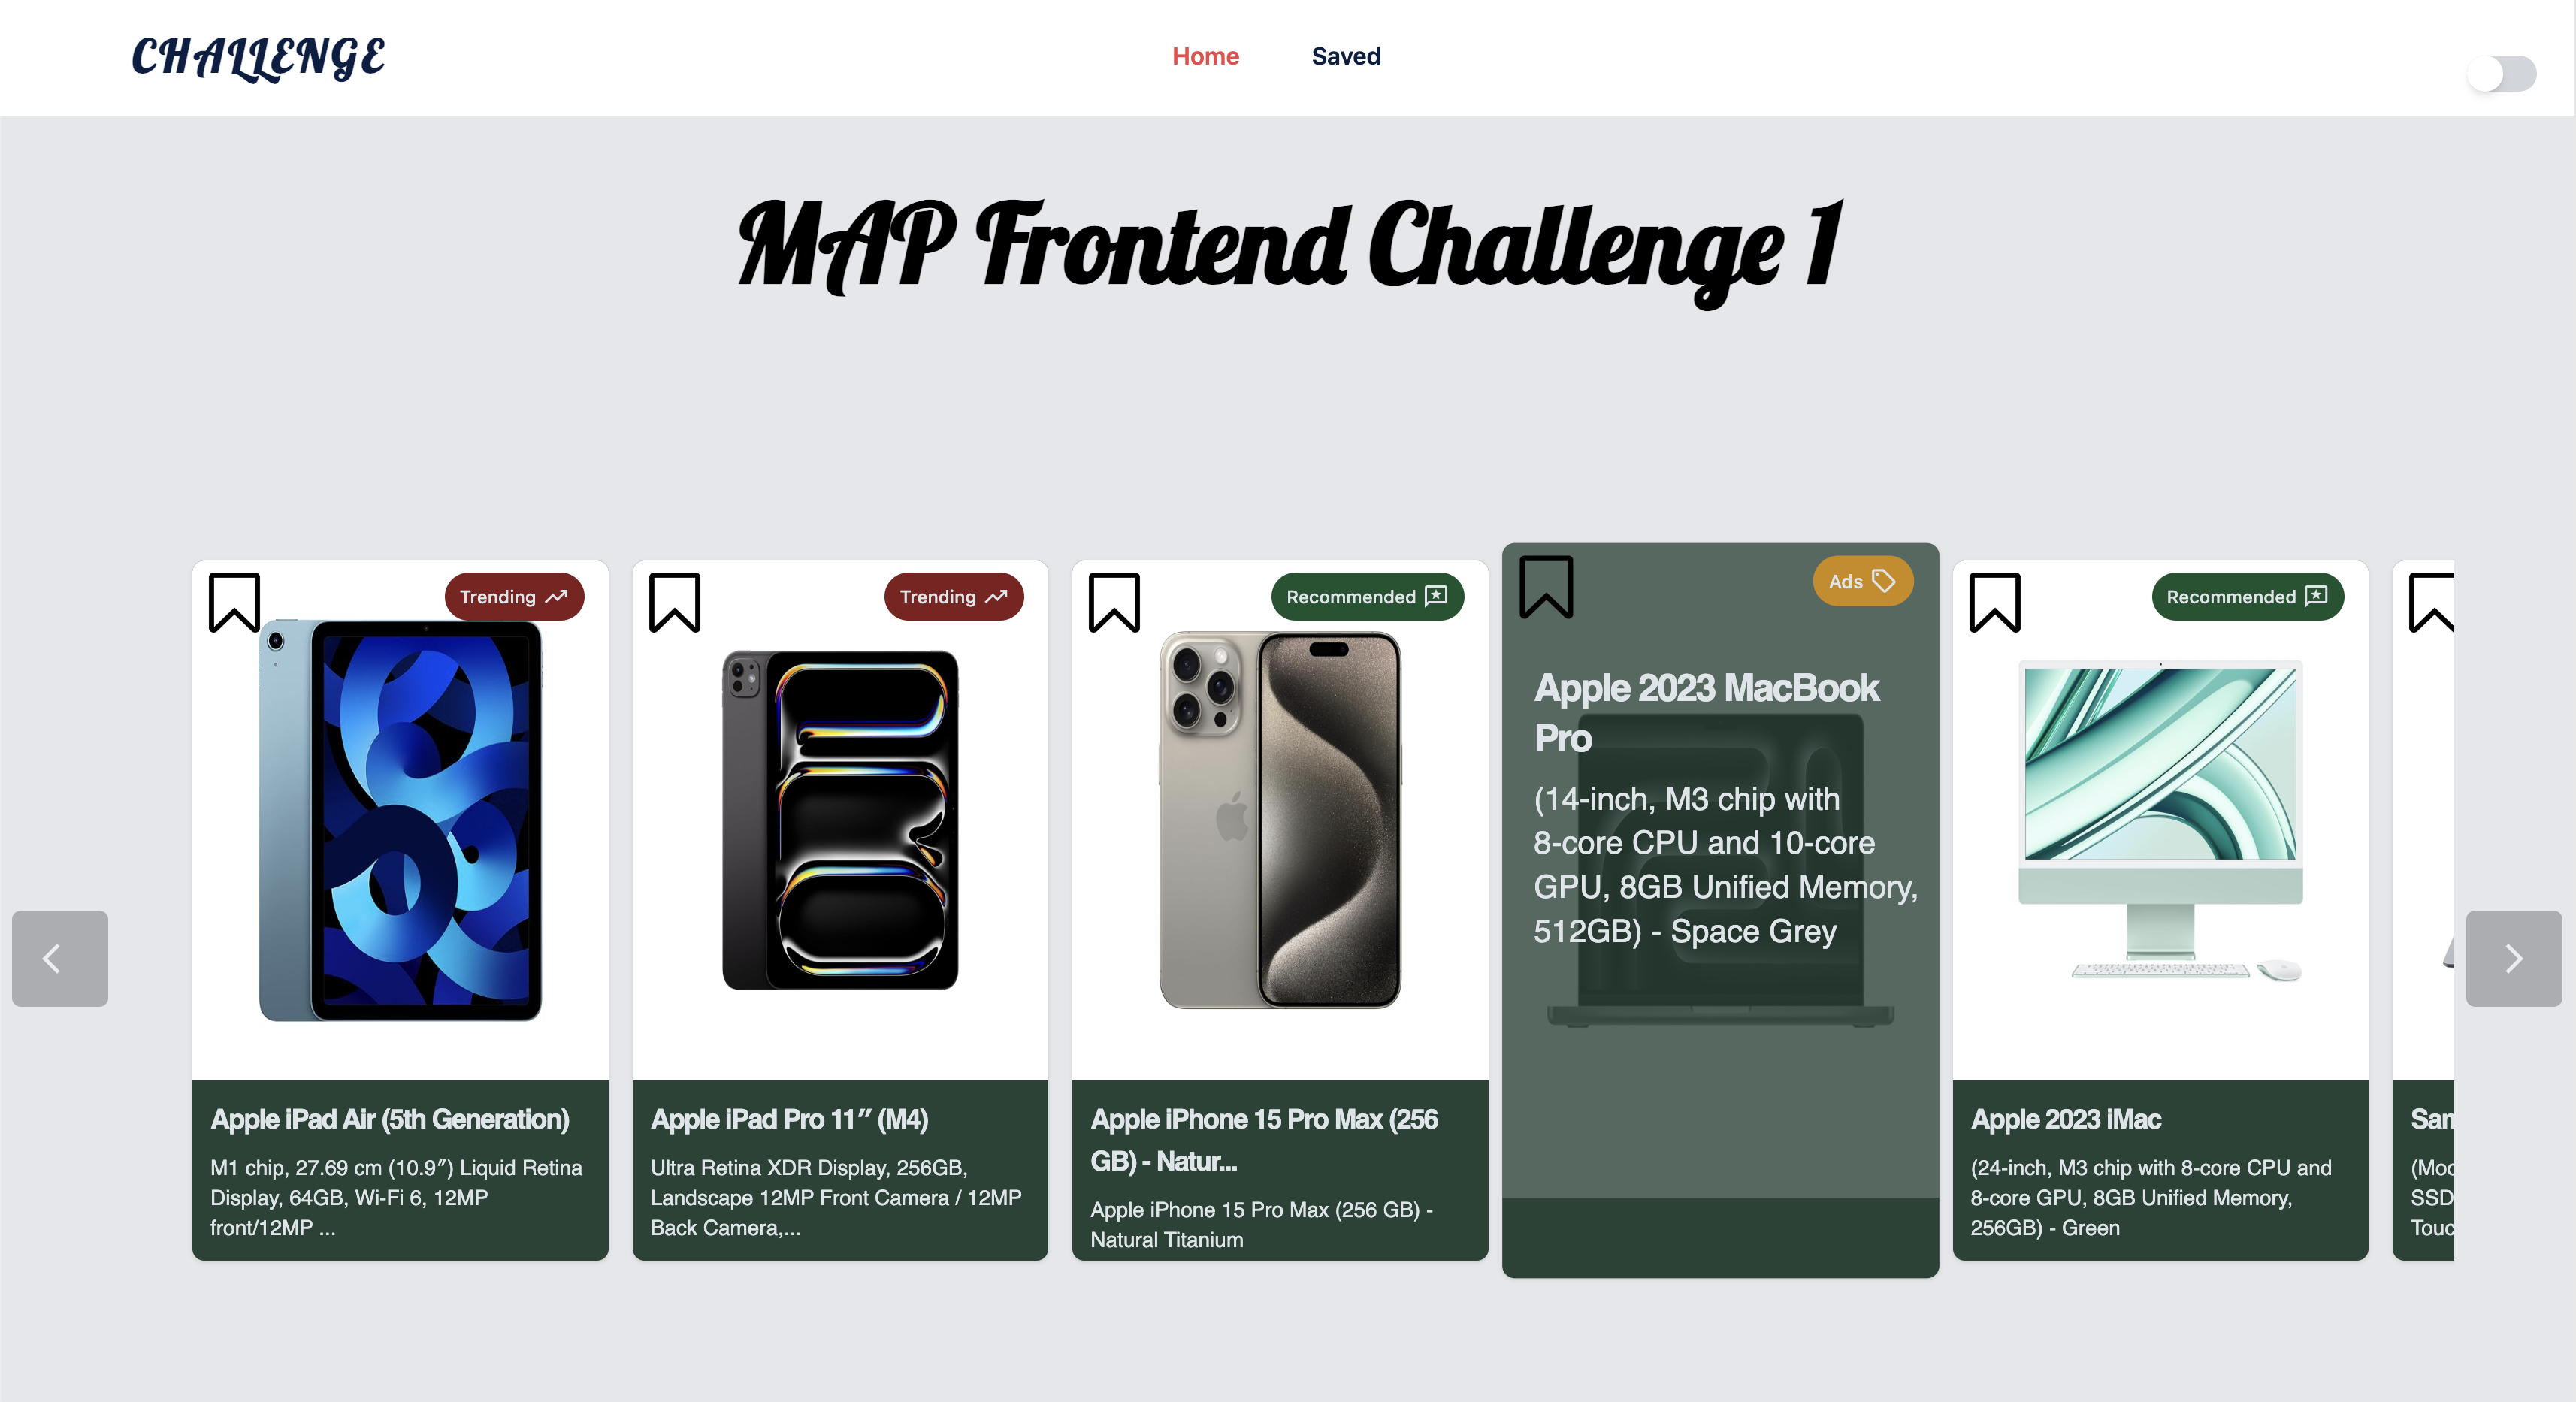 CHALLENGE
Home
Saved
MAP Frontend Challenge 1
Trending
Apple iPad Air (5th Generation)
M1 chip, 27.69 cm (10.9″) Liquid Retina
Display, 64GB, Wi-Fi 6, 12MP
front/12MP ...
Trending
Apple iPad Pro 11″ (M4)
Ultra Retina XDR Display, 256GB,
Landscape 12MP Front Camera / 12MP
Back Camera,...
Recommended
Apple iPhone 15 Pro Max (256
GB) - Natur...
Apple iPhone 15 Pro Max (256 GB) -
Natural Titanium
Ads
Apple 2023 MacBook
Pro
(14-inch, M3 chip with
8-core CPU and 10-core
GPU, 8GB Unified Memory,
512GB) - Space Grey
Recommended
Apple 2023 iMac
(24-inch, M3 chip with 8-core CPU and
8-core GPU, 8GB Unified Memory,
256GB) - Green
San
(Moc
SSD
Touc